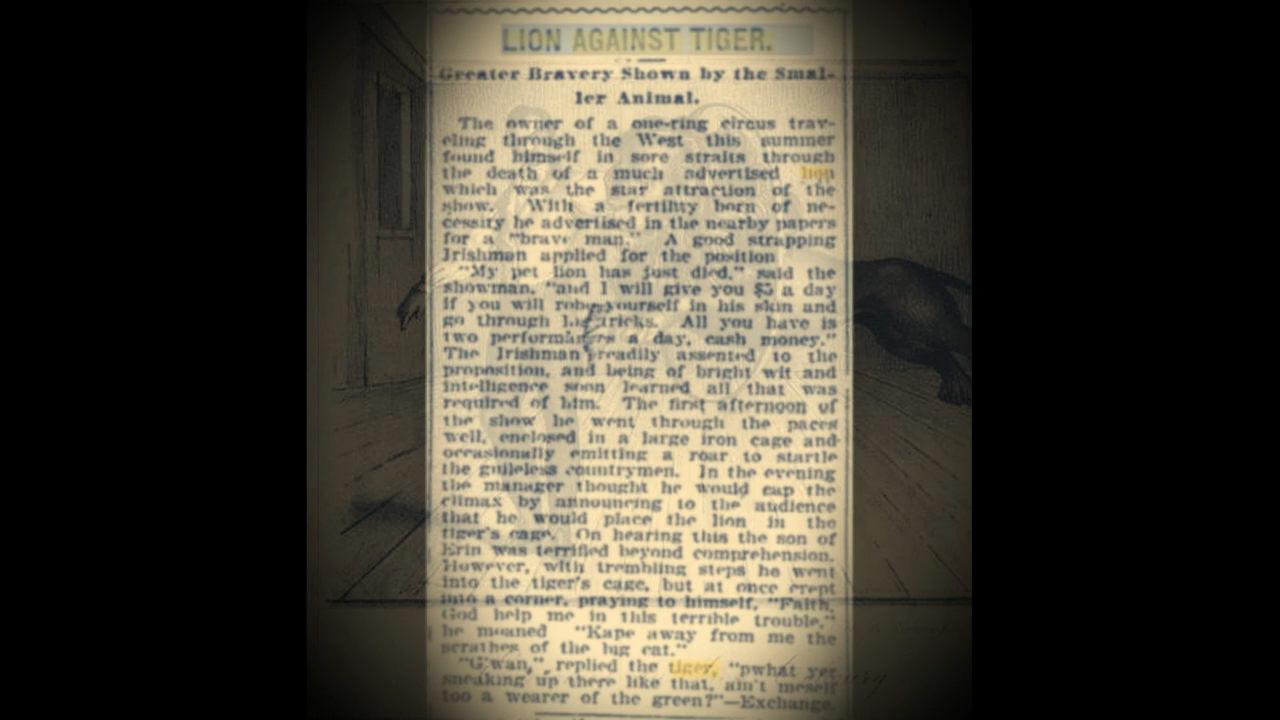 LION AGAINST TIGER.
Greater Bravery Shown by the Smal-
ler Animal.
The owner of a one-ring circus trav-
eling through the West this summer
found himself in sore straits through
the death of a much advertised lion
which was the star attraction of the
show. With a fertility born of ne-
cessity he advertised in the nearby papers
for a "brave man." A good strapping
Irishman applied for the position
"My pet lion has just died," said the
showman, "and I will give you $5 a day
if you will robe yourself in his skin and
go through his tricks. All you have is
two performances a day, cash money."
The Irishman readily assented to the
proposition, and being of bright wit and
intelligence soon learned all that was
required of him. The first afternoon of
the show he went through the paces
well, enclosed in a large iron cage and
occasionally emitting a roar to startle
the guileless countrymen. In the evening
the manager thought he would cap the
climax by announcing to the audience
that he would place the lion in the
tiger's cage. On hearing this the son of
Erin was terrified beyond comprehension.
However, with trembling steps he went
into the tiger's cage, but at once crept
into a corner, praying to himself, "Faith,
God help me in this terrible trouble,"
he moaned "Kape away from me the
scrathes of the big cat."
"G'wan," replied the tiger, "pwhat yer
sneaking up there like that, ain't meself
too a wearer of the green?"—Exchange.